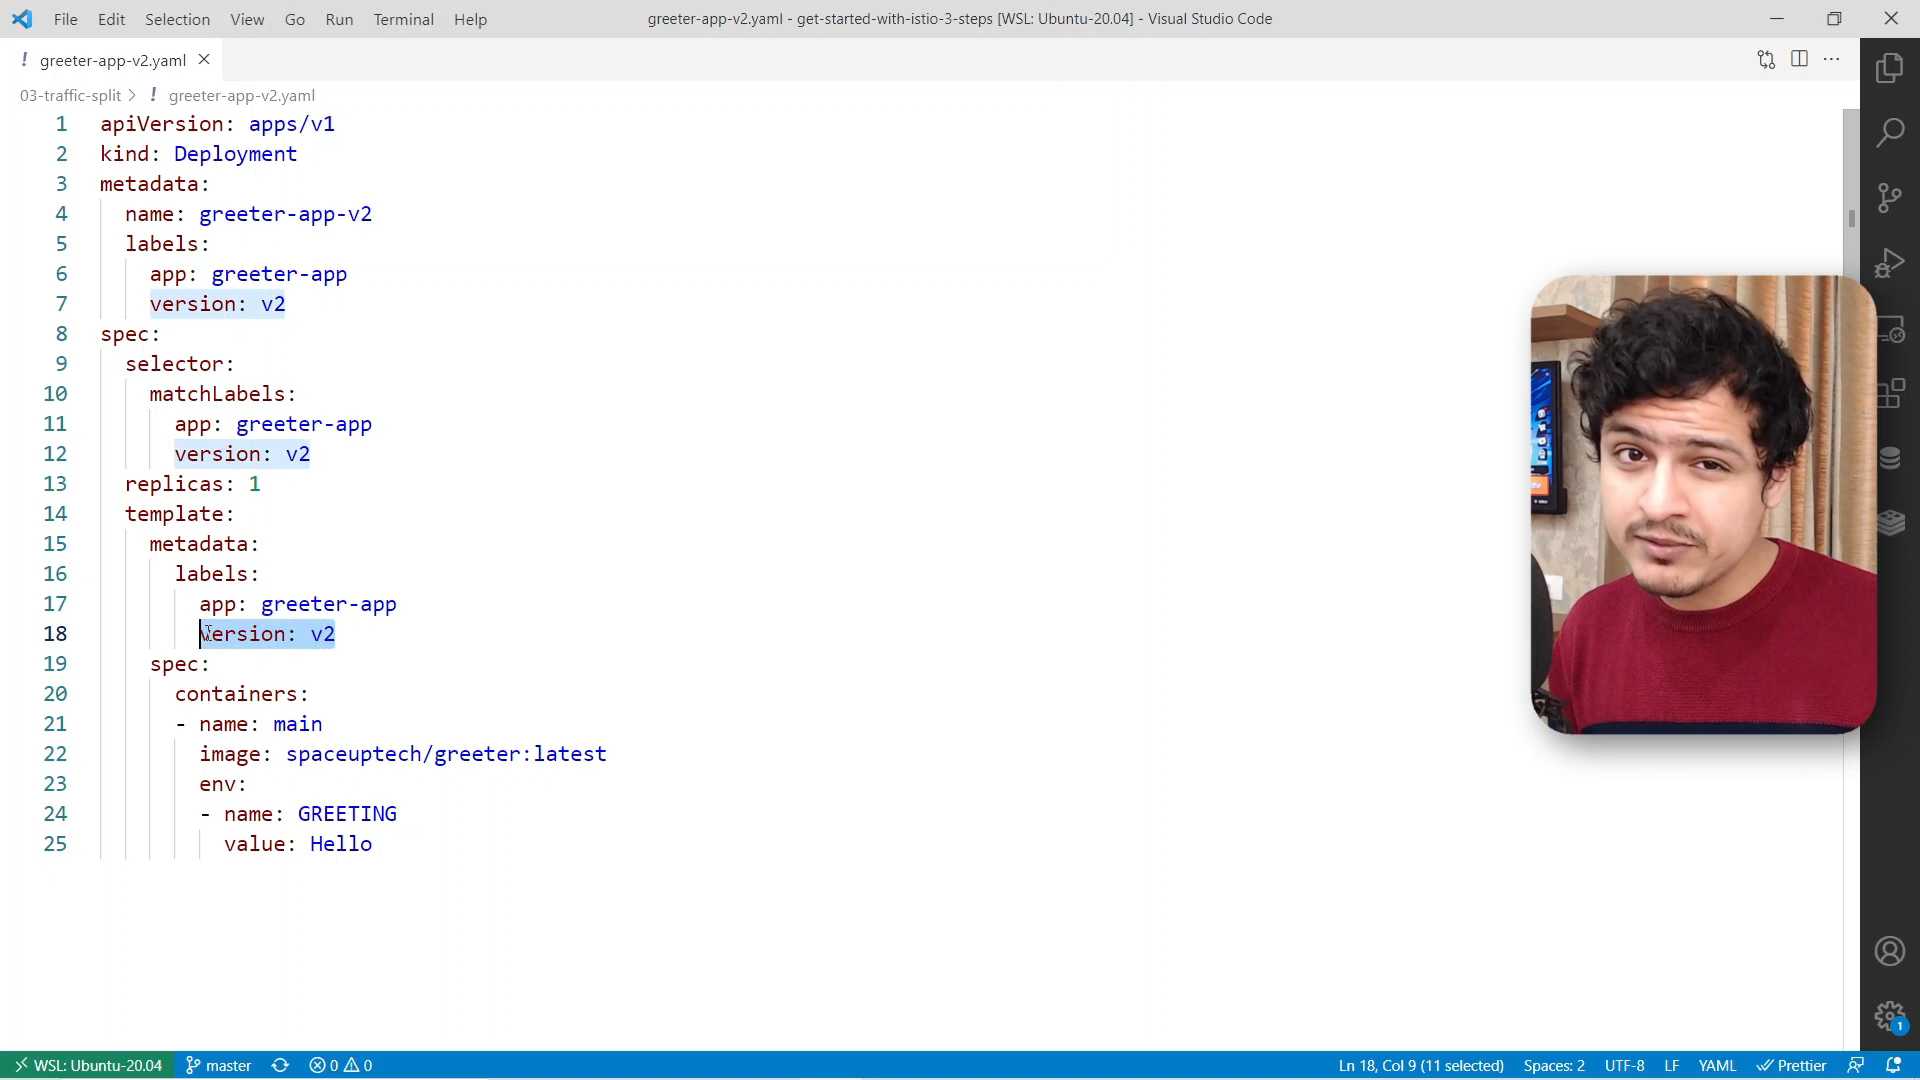 File Edit Selection View Go Run Terminal Help greeter-app-v2.yaml - get-started-with-istio-3-steps [WSL: Ubuntu-20.04] - Visual Studio Code
! greeter-app-v2.yaml
03-traffic-split > ! greeter-app-v2.yaml
1 apiVersion: apps/v1
2 kind: Deployment
3 metadata:
4 name: greeter-app-v2
5 labels:
6 app: greeter-app
7 version: v2
8 spec:
9 selector:
10 matchLabels:
11 app: greeter-app
12 version: v2
13 replicas: 1
14 template:
15 metadata:
16 labels:
17 app: greeter-app
18 version: v2
19 spec:
20 containers:
21 - name: main
22 image: spaceuptech/greeter:latest
23 env:
24 - name: GREETING
25 value: Hello
1
WSL: Ubuntu-20.04 master 0 0 Ln 18, Col 9 (11 selected) Spaces: 2 UTF-8 LF YAML Prettier